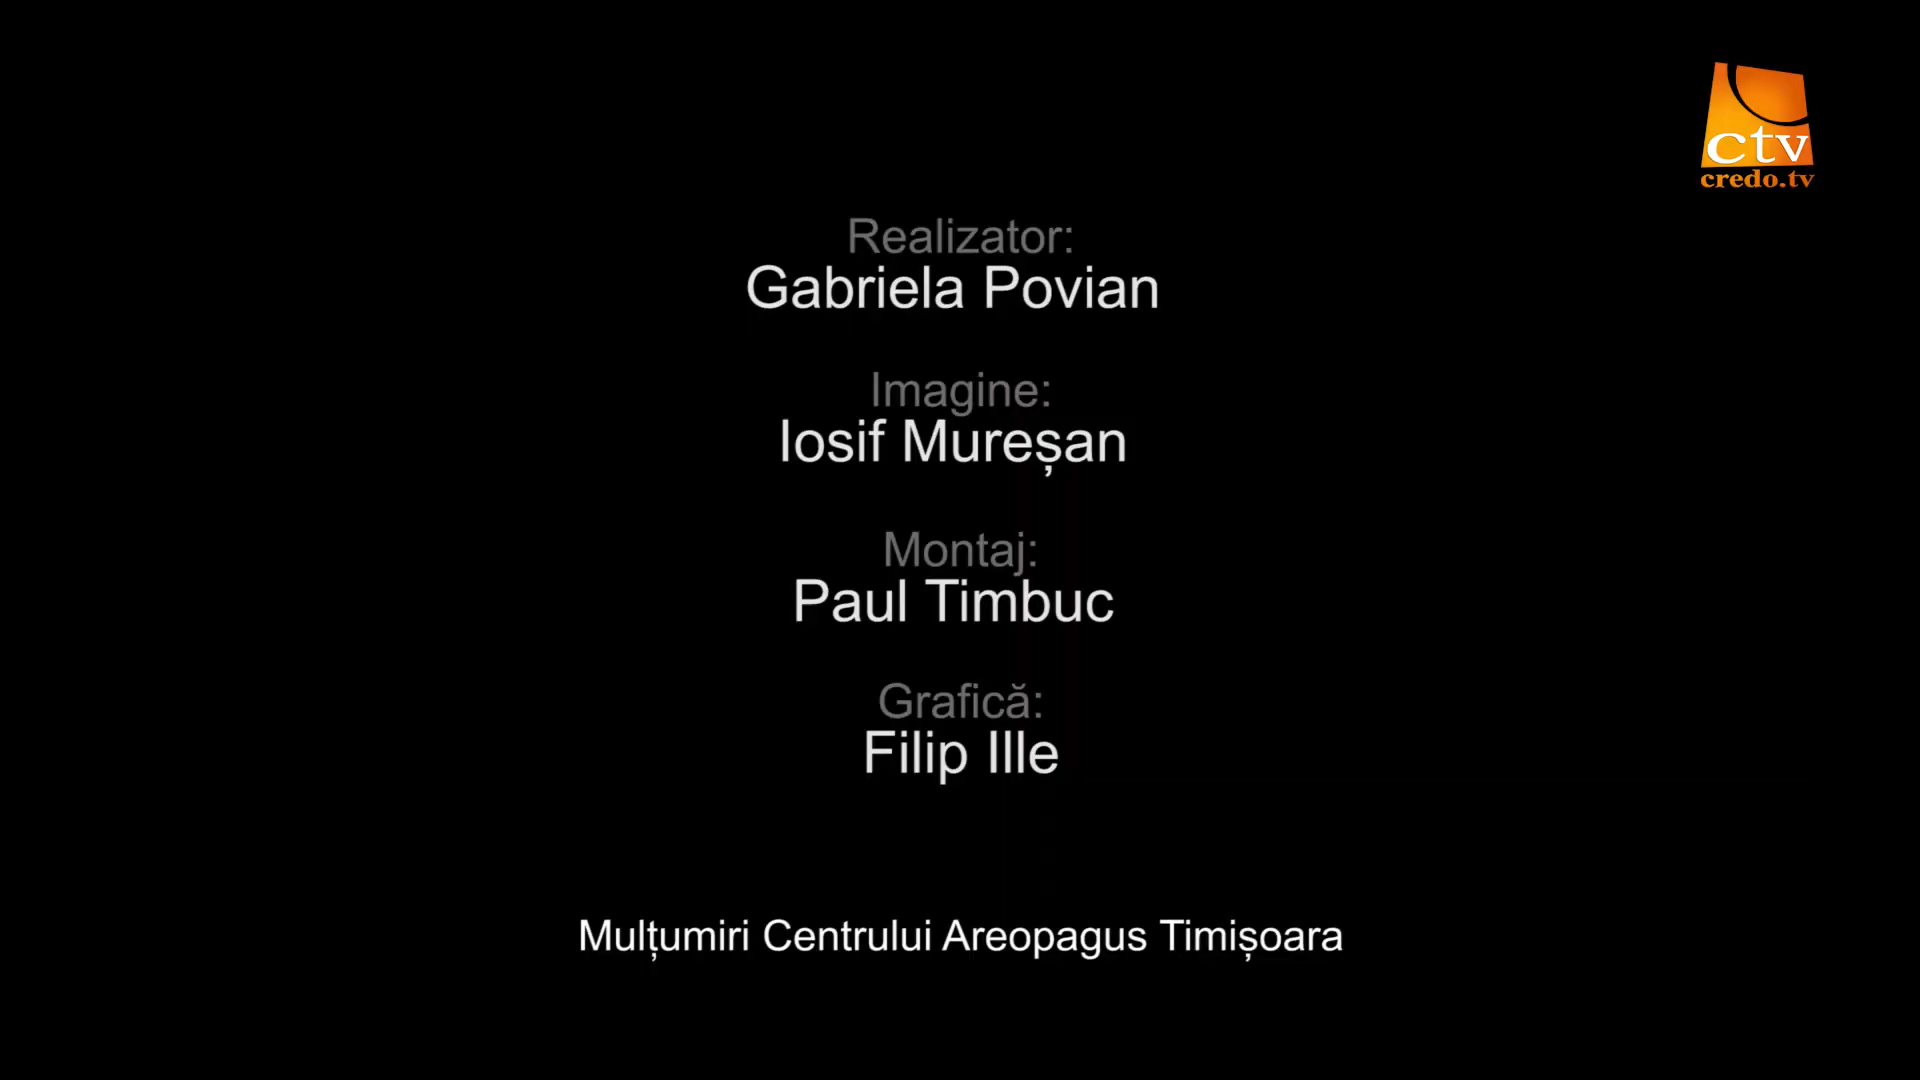 ctv
credo.tv
Realizator:
Gabriela Povian
Imagine:
Iosif Mureșan
Montaj:
Paul Timbuc
Grafică:
Filip Ille
Mulțumiri Centrului Areopagus Timișoara